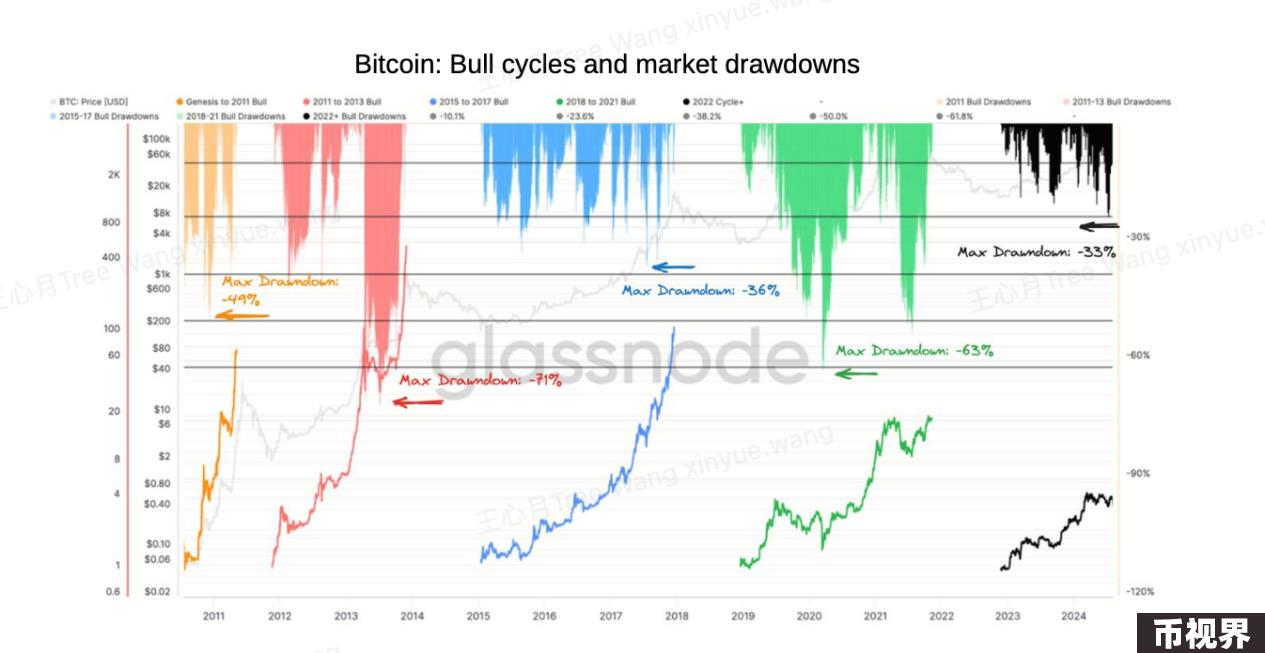 Bitcoin: Bull cycles and market drawdowns
BTC: Price [USD] Genesis to 2011 Bull 2011 to 2013 Bull 2015 to 2017 Bull 2018 to 2021 Bull 2022 Cycle+ - 2011 Bull Drawdowns 2011-13 Bull Drawdowns
2015-17 Bull Drawdowns 2018-21 Bull Drawdowns 2022+ Bull Drawdowns -10.1% -23.6% -38.2% -50.0% -61.8% -
2K
800
400
100
60
20
8
4
1
0.6
$100k
$60k
$20k
$8k
$4k
$1k
$600
$200
$80
$40
$10
$6
$2
$0.80
$0.40
$0.10
$0.06
$0.02
Max Drawndown:
-49%
Max Drawndown: -71%
Max Drawndown: -36%
Max Drawndown: -63%
Max Drawndown: -33%
glassnode
-30%
-60%
-90%
-120%
2011 2012 2013 2014 2015 2016 2017 2018 2019 2020 2021 2022 2023 2024
王心月Tree Wang xinyue.wang
币视界